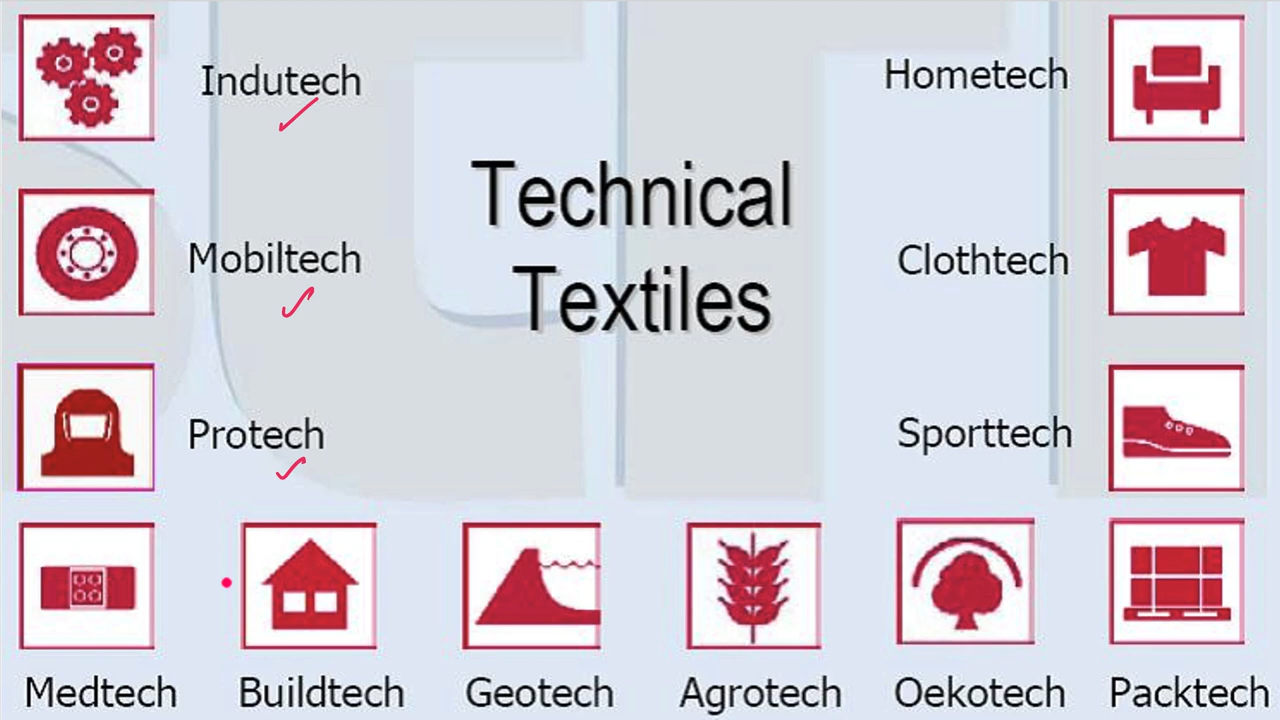 Indutech
Hometech
Technical
Textiles
Mobiltech
Clothtech
Protech
Sporttech
Medtech
Buildtech
Geotech
Agrotech
Oekotech
Packtech